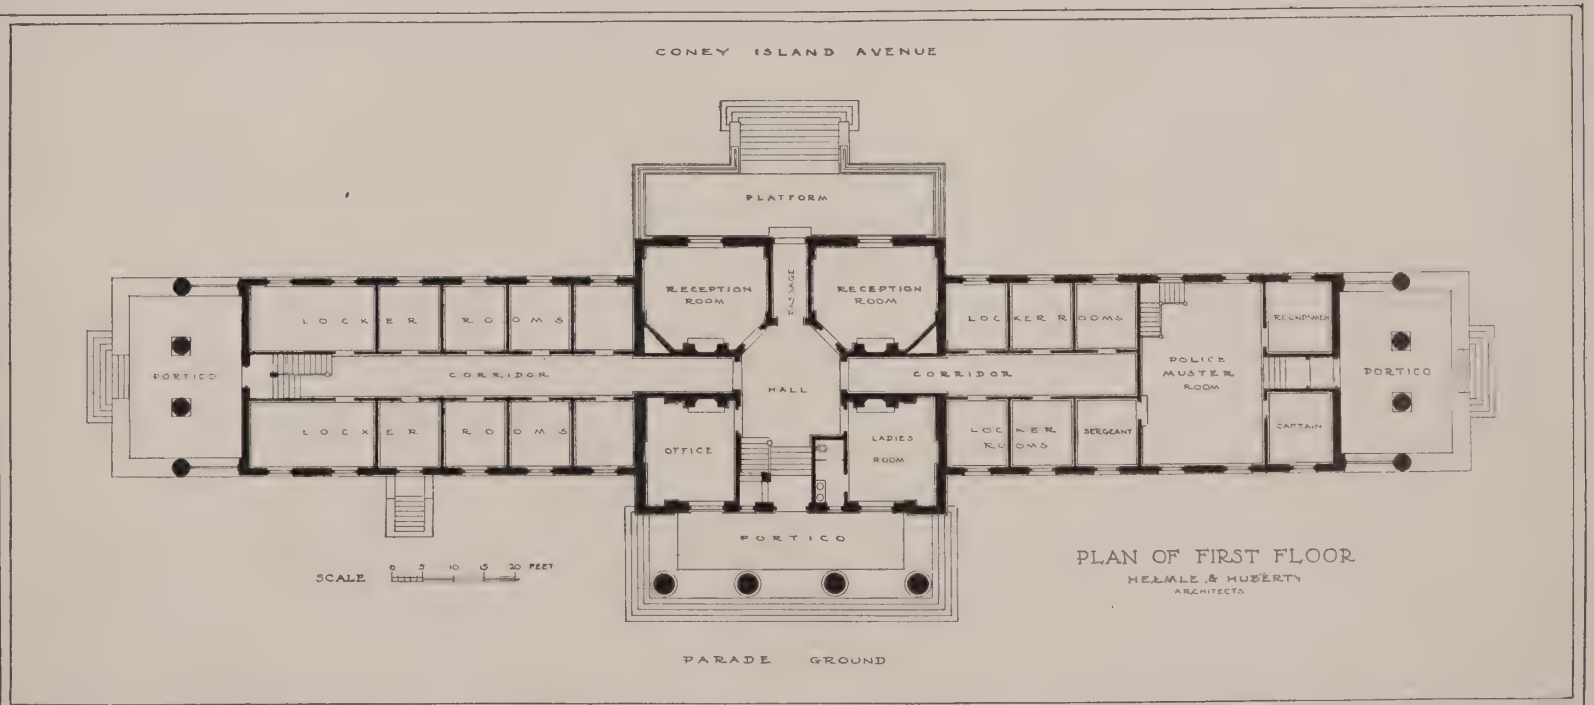 CONEY ISLAND AVENUE
PLATFORM
PASSAGE
RECEPTION
ROOM
RECEPTION
ROOM
LOCKER ROOMS
LOCKER ROOMS
POLICE
MUSTER
ROOM
PORTICO
CORRIDOR
HALL
CORRIDOR
PORTICO
LOCKER ROOMS
OFFICE
LADIES
ROOM
LOCKER
ROOMS
SERGEANT
CAPTAIN
PORTICO
SCALE 0 5 10 15 20 FEET
PLAN OF FIRST FLOOR
HELMLE & HUBERTY
ARCHITECTS
PARADE GROUND